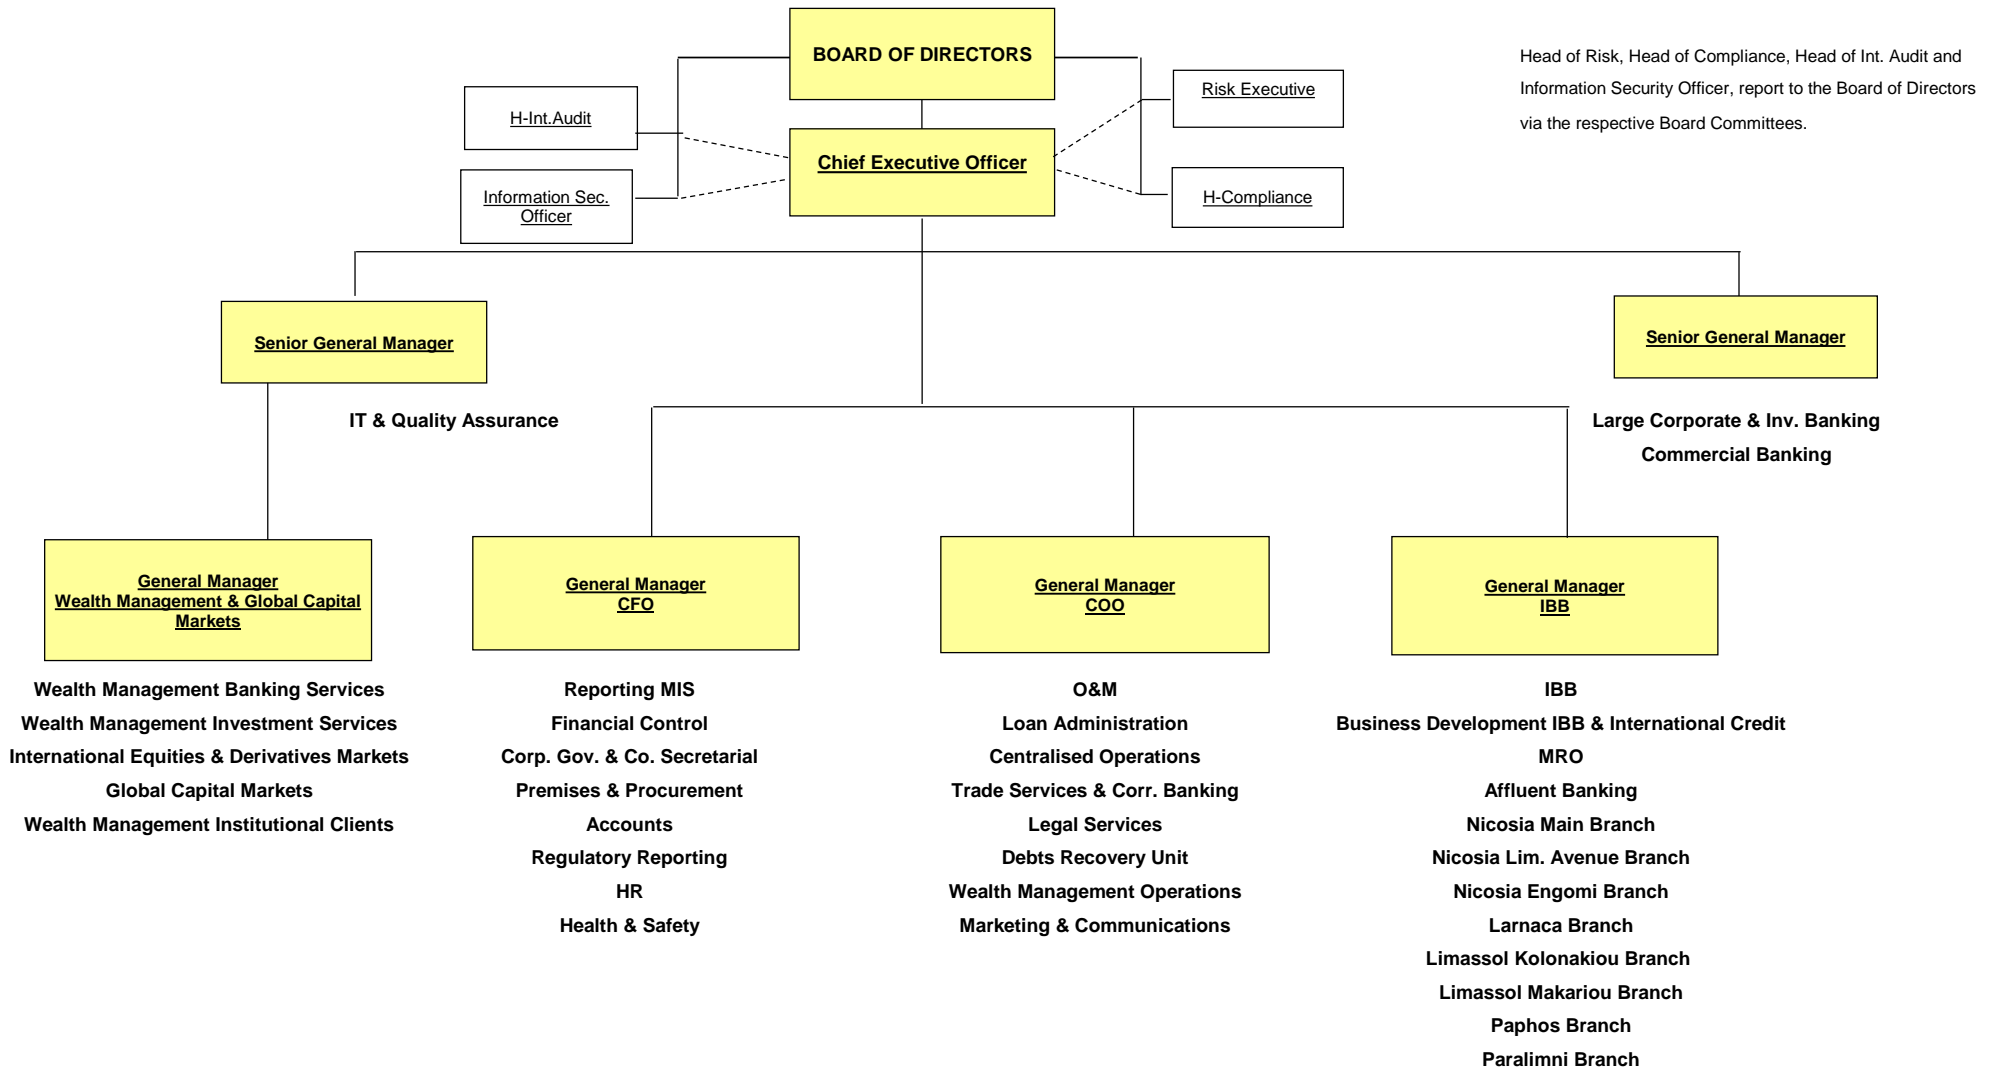 BOARD OF DIRECTORS
Head of Risk, Head of Compliance, Head of Int. Audit and
Information Security Officer, report to the Board of Directors
via the respective Board Committees.
H-Int.Audit
Risk Executive
Chief Executive Officer
Information Sec.
Officer
H-Compliance
Senior General Manager
IT & Quality Assurance
Senior General Manager
Large Corporate & Inv. Banking
Commercial Banking
General Manager
Wealth Management & Global Capital
Markets
Wealth Management Banking Services
Wealth Management Investment Services
International Equities & Derivatives Markets
Global Capital Markets
Wealth Management Institutional Clients
General Manager
CFO
Reporting MIS
Financial Control
Corp. Gov. & Co. Secretarial
Premises & Procurement
Accounts
Regulatory Reporting
HR
Health & Safety
General Manager
COO
O&M
Loan Administration
Centralised Operations
Trade Services & Corr. Banking
Legal Services
Debts Recovery Unit
Wealth Management Operations
Marketing & Communications
General Manager
IBB
IBB
Business Development IBB & International Credit
MRO
Affluent Banking
Nicosia Main Branch
Nicosia Lim. Avenue Branch
Nicosia Engomi Branch
Larnaca Branch
Limassol Kolonakiou Branch
Limassol Makariou Branch
Paphos Branch
Paralimni Branch